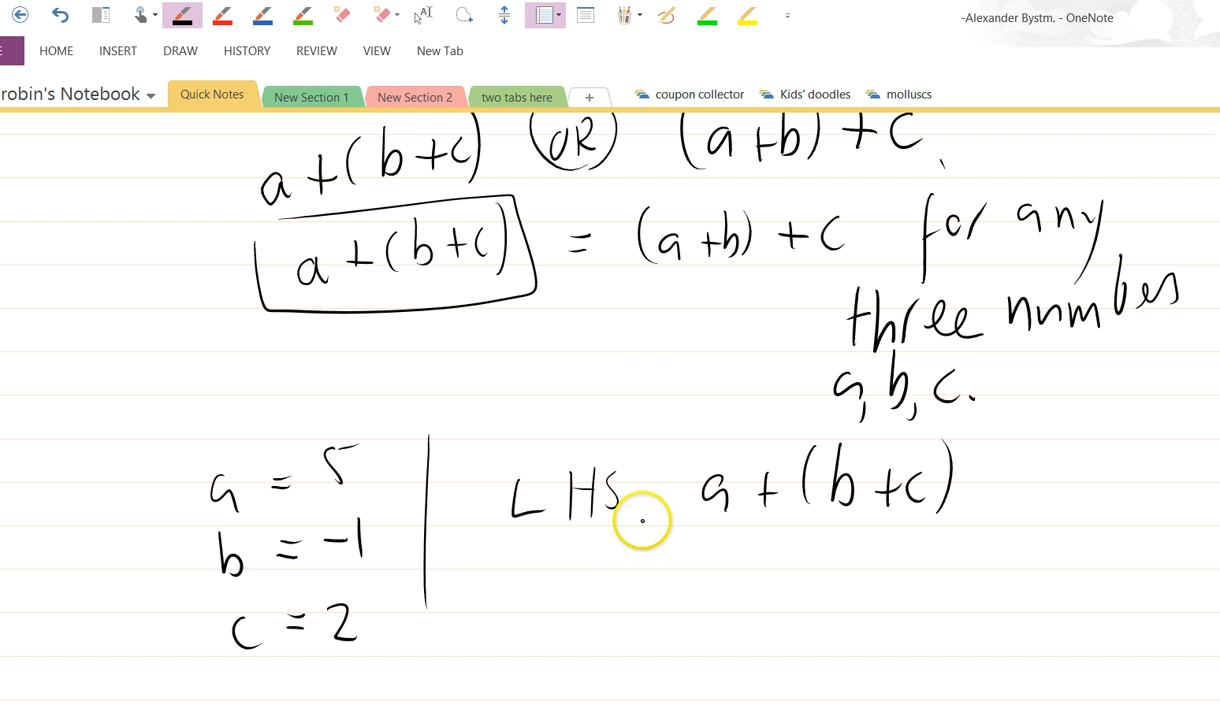 -Alexander Bystm. - OneNote
E HOME INSERT DRAW HISTORY REVIEW VIEW New Tab
robin's Notebook Quick Notes New Section 1 New Section 2 two tabs here + coupon collector Kids' doodles molluscs
a+(b+c) OR (a+b)+c.
a+(b+c) = (a+b)+c for any
three numbes
a,b,c.
a = 5 LHS. a+(b+c)
b = -1
c = 2